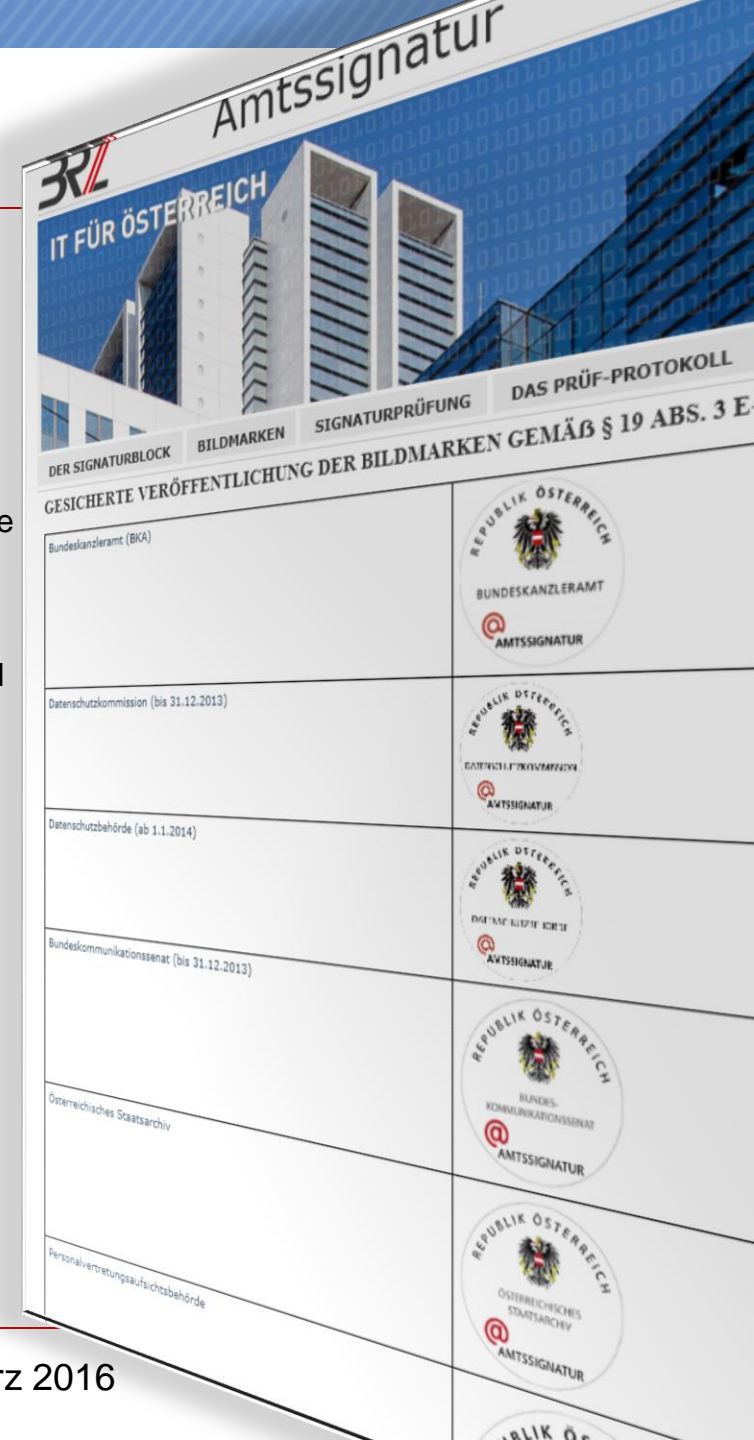 Amtssignatur
BRZ
IT FÜR ÖSTERREICH
DER SIGNATURBLOCK BILDMARKEN SIGNATURPRÜFUNG DAS PRÜF-PROTOKOLL
GESICHERTE VERÖFFENTLICHUNG DER BILDMARKEN GEMÄß § 19 ABS. 3 E-
e
Bundeskanzleramt (BKA)
REPUBLIK ÖSTERREICH
BUNDESKANZLERAMT
@
AMTSSIGNATUR
Datenschutzkommission (bis 31.12.2013)
REPUBLIK ÖSTERREICH
DATENSCHUTZKOMMISSION
@
AMTSSIGNATUR
Datenschutzbehörde (ab 1.1.2014)
REPUBLIK ÖSTERREICH
@
AMTSSIGNATUR
Bundeskommunikationssenat (bis 31.12.2013)
REPUBLIK ÖSTERREICH
BUNDES-
KOMMUNIKATIONSSENAT
@
AMTSSIGNATUR
Österreichisches Staatsarchiv
REPUBLIK ÖSTERREICH
ÖSTERREICHISCHES
STAATSARCHIV
@
AMTSSIGNATUR
Personalvertretungsaufsichtsbehörde
rz 2016